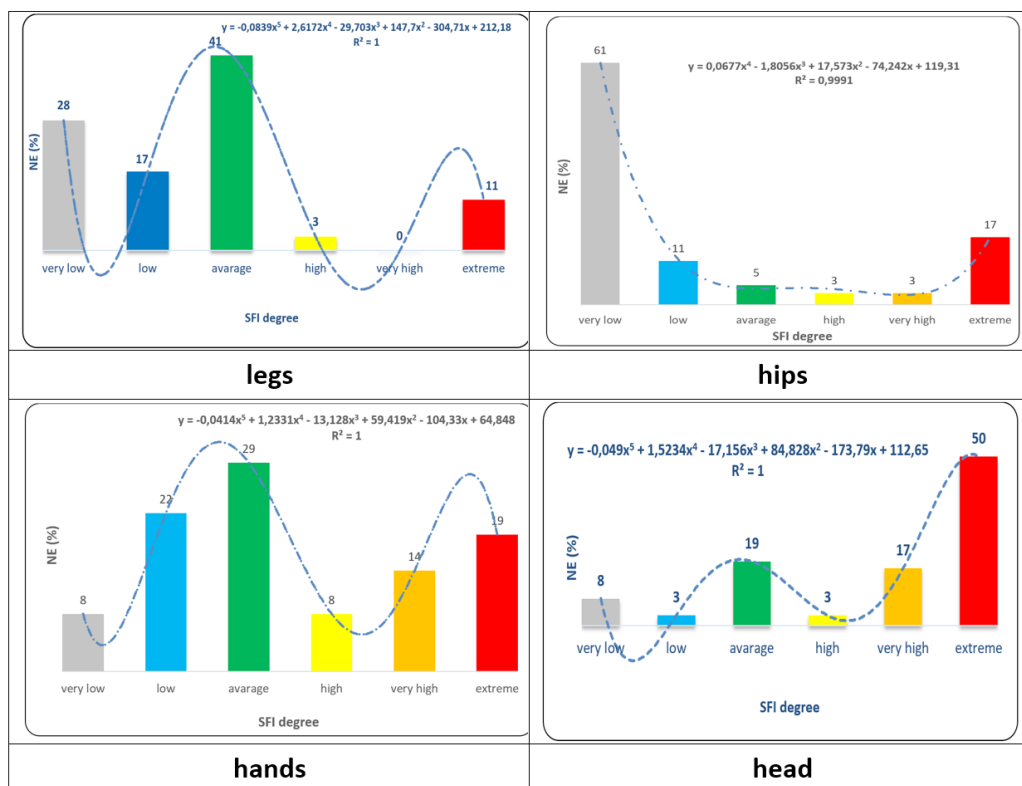 y = -0,0839x⁵ + 2,6172x⁴ - 29,703x³ + 147,7x² - 304,71x + 212,18
R² = 1
41
28
17
11
3
0
NE (%)
very low low avarage high very high extreme
SFI degree
legs
61
y = 0,0677x⁴ - 1,8056x³ + 17,573x² - 74,242x + 119,31
R² = 0,9991
NE (%)
17
11
5
3
3
very low low avarage high very high extreme
SFI degree
hips
y = -0,0414x⁵ + 1,2331x⁴ - 13,128x³ + 59,419x² - 104,33x + 64,848
R² = 1
29
22
19
14
8
8
NE (%)
very low low avarage high very high extreme
SFI degree
hands
50
y = -0,049x⁵ + 1,5234x⁴ - 17,156x³ + 84,828x² - 173,79x + 112,65
R² = 1
19
17
NE (%)
8
3
3
very low low avarage high very high extreme
SFI degree
head